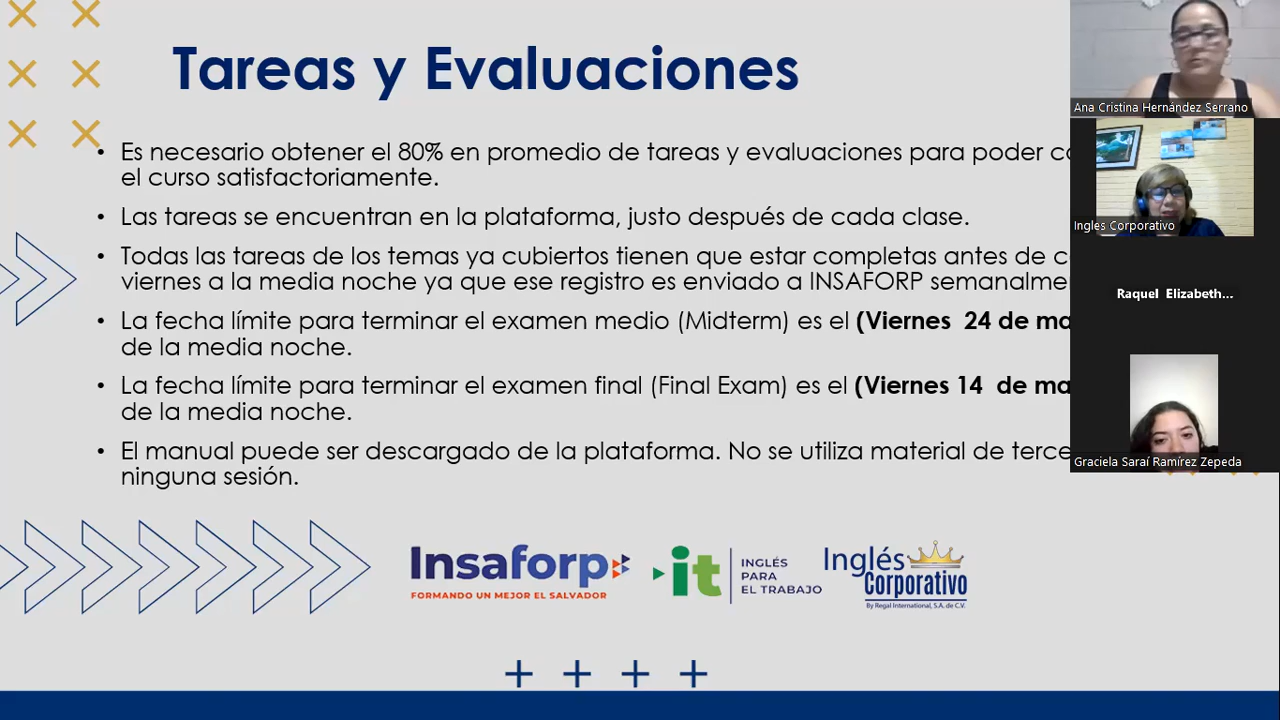 Tareas y Evaluaciones
• Es necesario obtener el 80% en promedio de tareas y evaluaciones para poder
el curso satisfactoriamente.
• Las tareas se encuentran en la plataforma, justo después de cada clase.
• Todas las tareas de los temas ya cubiertos tienen que estar completas antes de
viernes a la media noche ya que ese registro es enviado a INSAFORP
• La fecha límite para terminar el examen medio (Midterm) es el (Viernes 24 de
de la media noche.
• La fecha límite para terminar el examen final (Final Exam) es el (Viernes 14 de
de la media noche.
• El manual puede ser descargado de la plataforma. No se utiliza material de
ninguna sesión.
Insaforp
FORMANDO UN MEJOR EL SALVADOR
it
INGLÉS
PARA
EL TRABAJO
Inglés
Corporativo
By Regal International, S.A. de C.V.
Ana Cristina Hernández Serrano
Ingles Corporativo
Raquel Elizabeth...
Graciela Saraí Ramírez Zepeda